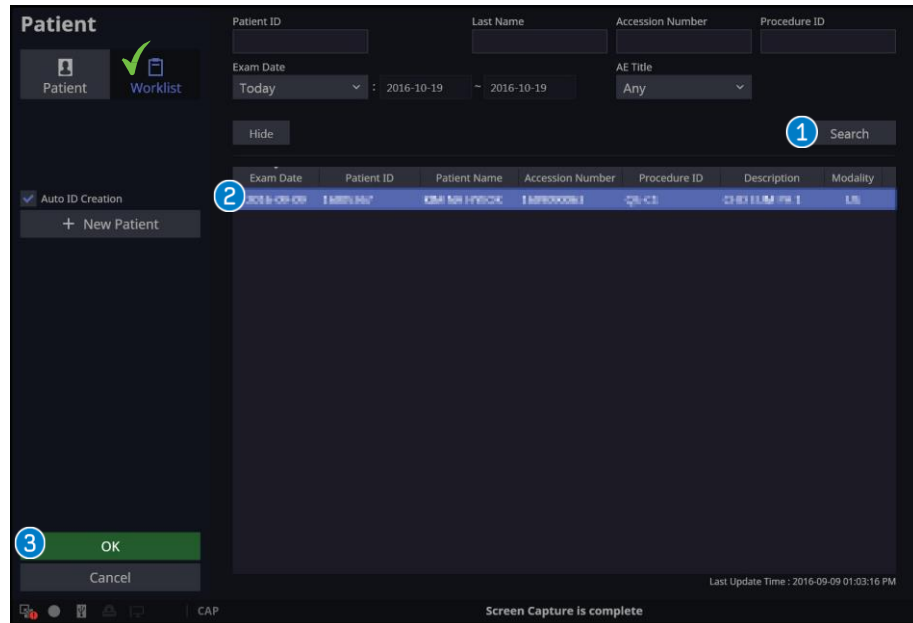 Patient
Patient
Worklist
Auto ID Creation
+ New Patient
3
OK
Cancel
CAP
Patient ID
Last Name
Accession Number
Procedure ID
Exam Date
AE Title
Today : 2016-10-19 ~ 2016-10-19
Any
Hide
1 Search
Exam Date Patient ID Patient Name Accession Number Procedure ID Description Modality
2
Last Update Time : 2016-09-09 01:03:16 PM
Screen Capture is complete